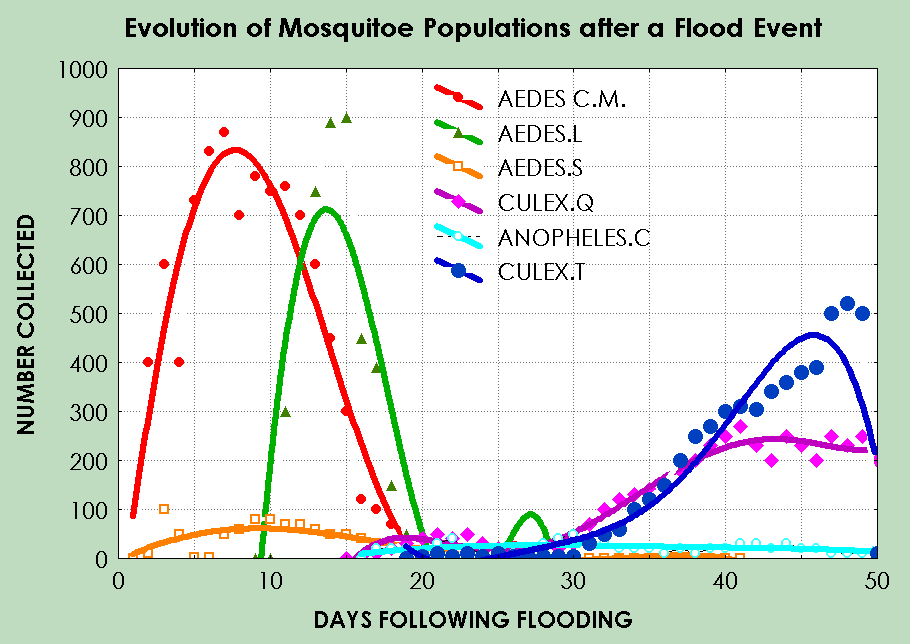 Evolution of Mosquitoe Populations after a Flood Event
1000
900
800
700
600
500
400
300
200
100
0
NUMBER COLLECTED
AEDES C.M.
AEDES.L
AEDES.S
CULEX.Q
ANOPHELES.C
CULEX.T
0 10 20 30 40 50
DAYS FOLLOWING FLOODING